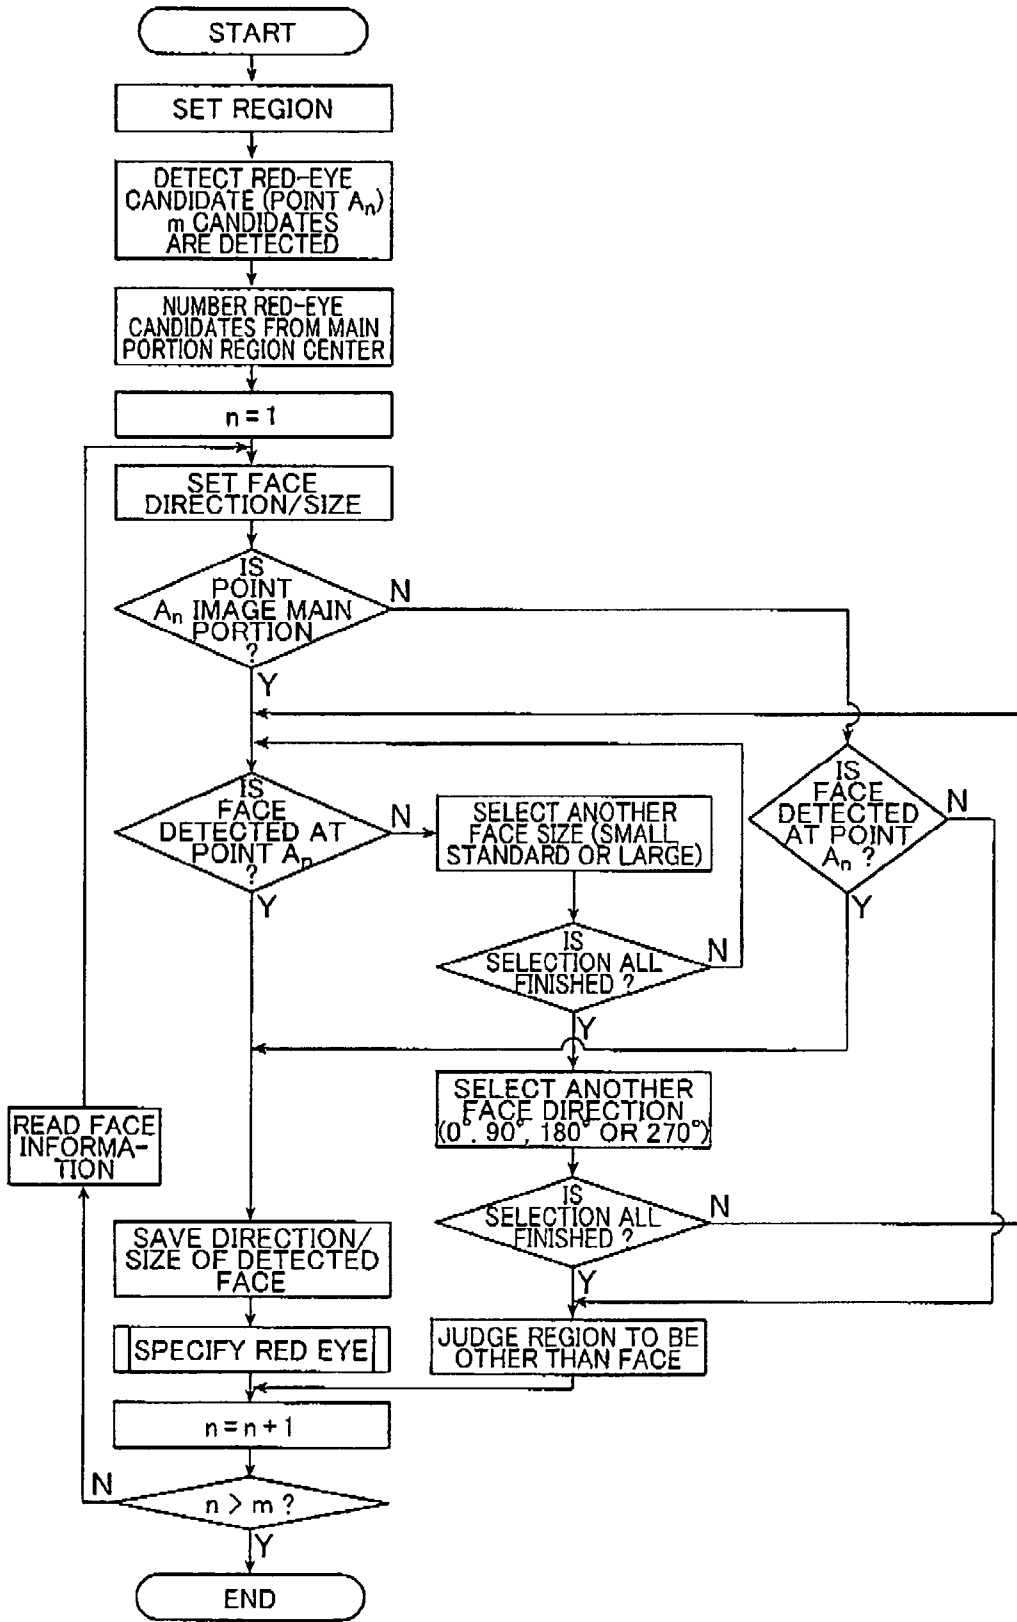 START
SET REGION
DETECT RED-EYE
CANDIDATE (POINT An)
m CANDIDATES
ARE DETECTED
NUMBER RED-EYE
CANDIDATES FROM MAIN
PORTION REGION CENTER
n = 1
SET FACE
DIRECTION/SIZE
IS
POINT
An IMAGE MAIN
PORTION
?
N
Y
IS
FACE
DETECTED AT
POINT An
?
N
Y
SELECT ANOTHER
FACE SIZE (SMALL
STANDARD OR LARGE)
IS
FACE
DETECTED
AT POINT
An ?
N
Y
IS
SELECTION ALL
FINISHED ?
N
Y
SELECT ANOTHER
FACE DIRECTION
(0°. 90°, 180° OR 270°)
READ FACE
INFORMA-
TION
IS
SELECTION ALL
FINISHED ?
N
Y
SAVE DIRECTION/
SIZE OF DETECTED
FACE
JUDGE REGION TO BE
OTHER THAN FACE
SPECIFY RED EYE
n = n + 1
n > m ?
N
Y
END